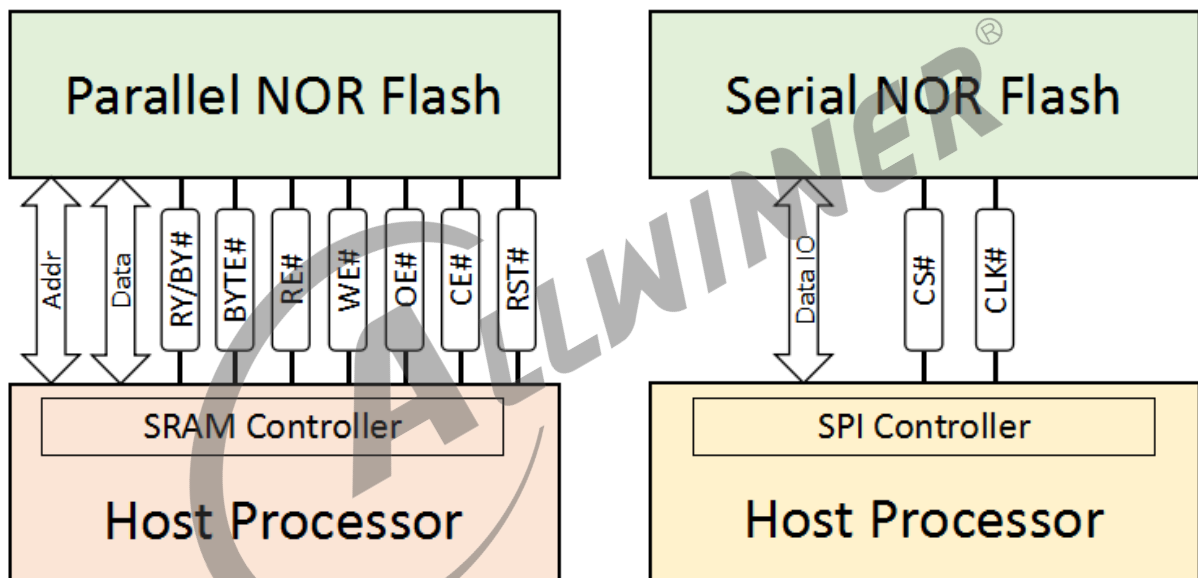 Parallel NOR Flash
Addr
Data
RY/BY#
BYTE#
RE#
WE#
OE#
CE#
RST#
SRAM Controller
Host Processor
Serial NOR Flash
Data IO
CS#
CLK#
SPI Controller
Host Processor
ALLWINNER®